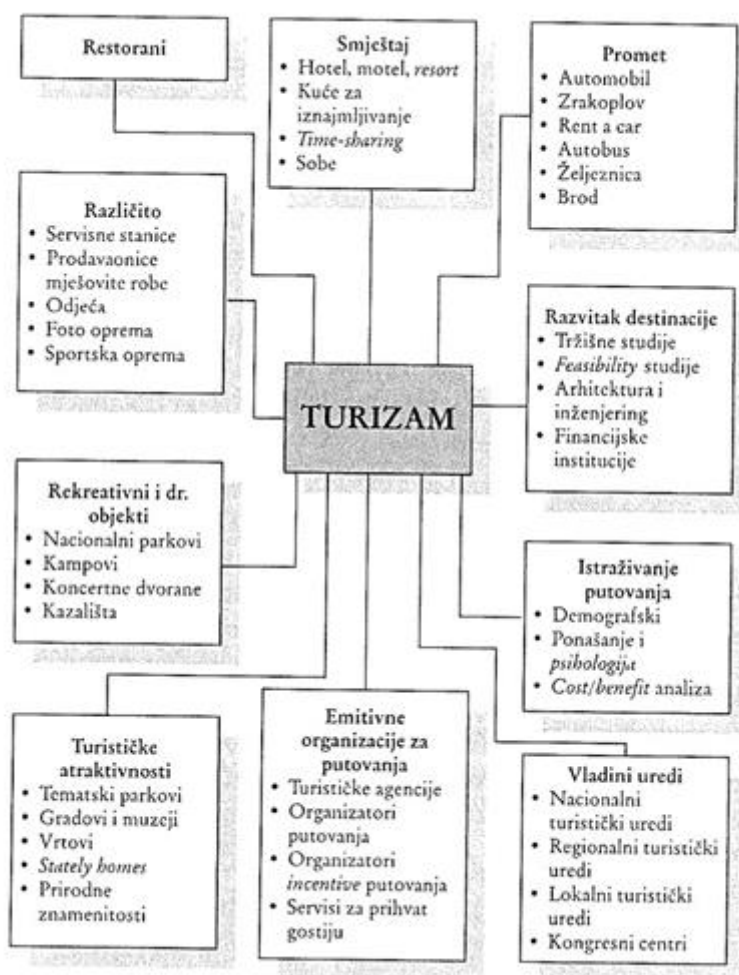 Restorani
Smještaj
• Hotel, motel, resort
• Kuće za
iznajmljivanje
• Time-sharing
• Sobe
Promet
• Automobil
• Zrakoplov
• Rent a car
• Autobus
• Željeznica
• Brod
Različito
• Servisne stanice
• Prodavaonice
mješovite robe
• Odjeća
• Foto oprema
• Sportska oprema
Razvitak destinacije
• Tržišne studije
• Feasibility studije
• Arhitektura i
inženjering
• Financijske
institucije
TURIZAM
Rekreativni i dr.
objekti
• Nacionalni parkovi
• Kampovi
• Koncertne dvorane
• Kazališta
Istraživanje
putovanja
• Demografski
• Ponašanje i
psihologija
• Cost/benefit analiza
Turističke
atraktivnosti
• Tematski parkovi
• Gradovi i muzeji
• Vrtovi
• Stately homes
• Prirodne
znamenitosti
Emitivne
organizacije za
putovanja
• Turističke agencije
• Organizatori
putovanja
• Organizatori
incentive putovanja
• Servisi za prihvat
gostiju
Vladini uredi
• Nacionalni
turistički uredi
• Regionalni turistički
uredi
• Lokalni turistički
uredi
• Kongresni centri